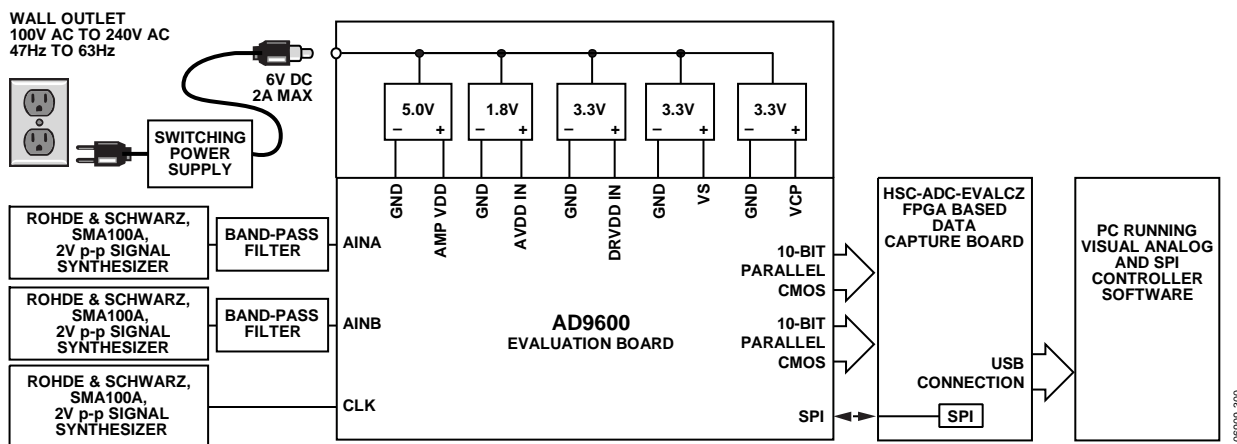 WALL OUTLET
100V AC TO 240V AC
47Hz TO 63Hz
6V DC
2A MAX
SWITCHING
POWER
SUPPLY
5.0V
– +
1.8V
– +
3.3V
– +
3.3V
– +
3.3V
– +
GND
AMP VDD
GND
AVDD IN
GND
DRVDD IN
GND
VS
GND
VCP
ROHDE & SCHWARZ,
SMA100A,
2V p-p SIGNAL
SYNTHESIZER
BAND-PASS
FILTER
AINA
ROHDE & SCHWARZ,
SMA100A,
2V p-p SIGNAL
SYNTHESIZER
BAND-PASS
FILTER
AINB
ROHDE & SCHWARZ,
SMA100A,
2V p-p SIGNAL
SYNTHESIZER
CLK
AD9600
EVALUATION BOARD
10-BIT
PARALLEL
CMOS
10-BIT
PARALLEL
CMOS
SPI
HSC-ADC-EVALCZ
FPGA BASED
DATA
CAPTURE BOARD
USB
CONNECTION
SPI
PC RUNNING
VISUAL ANALOG
AND SPI
CONTROLLER
SOFTWARE